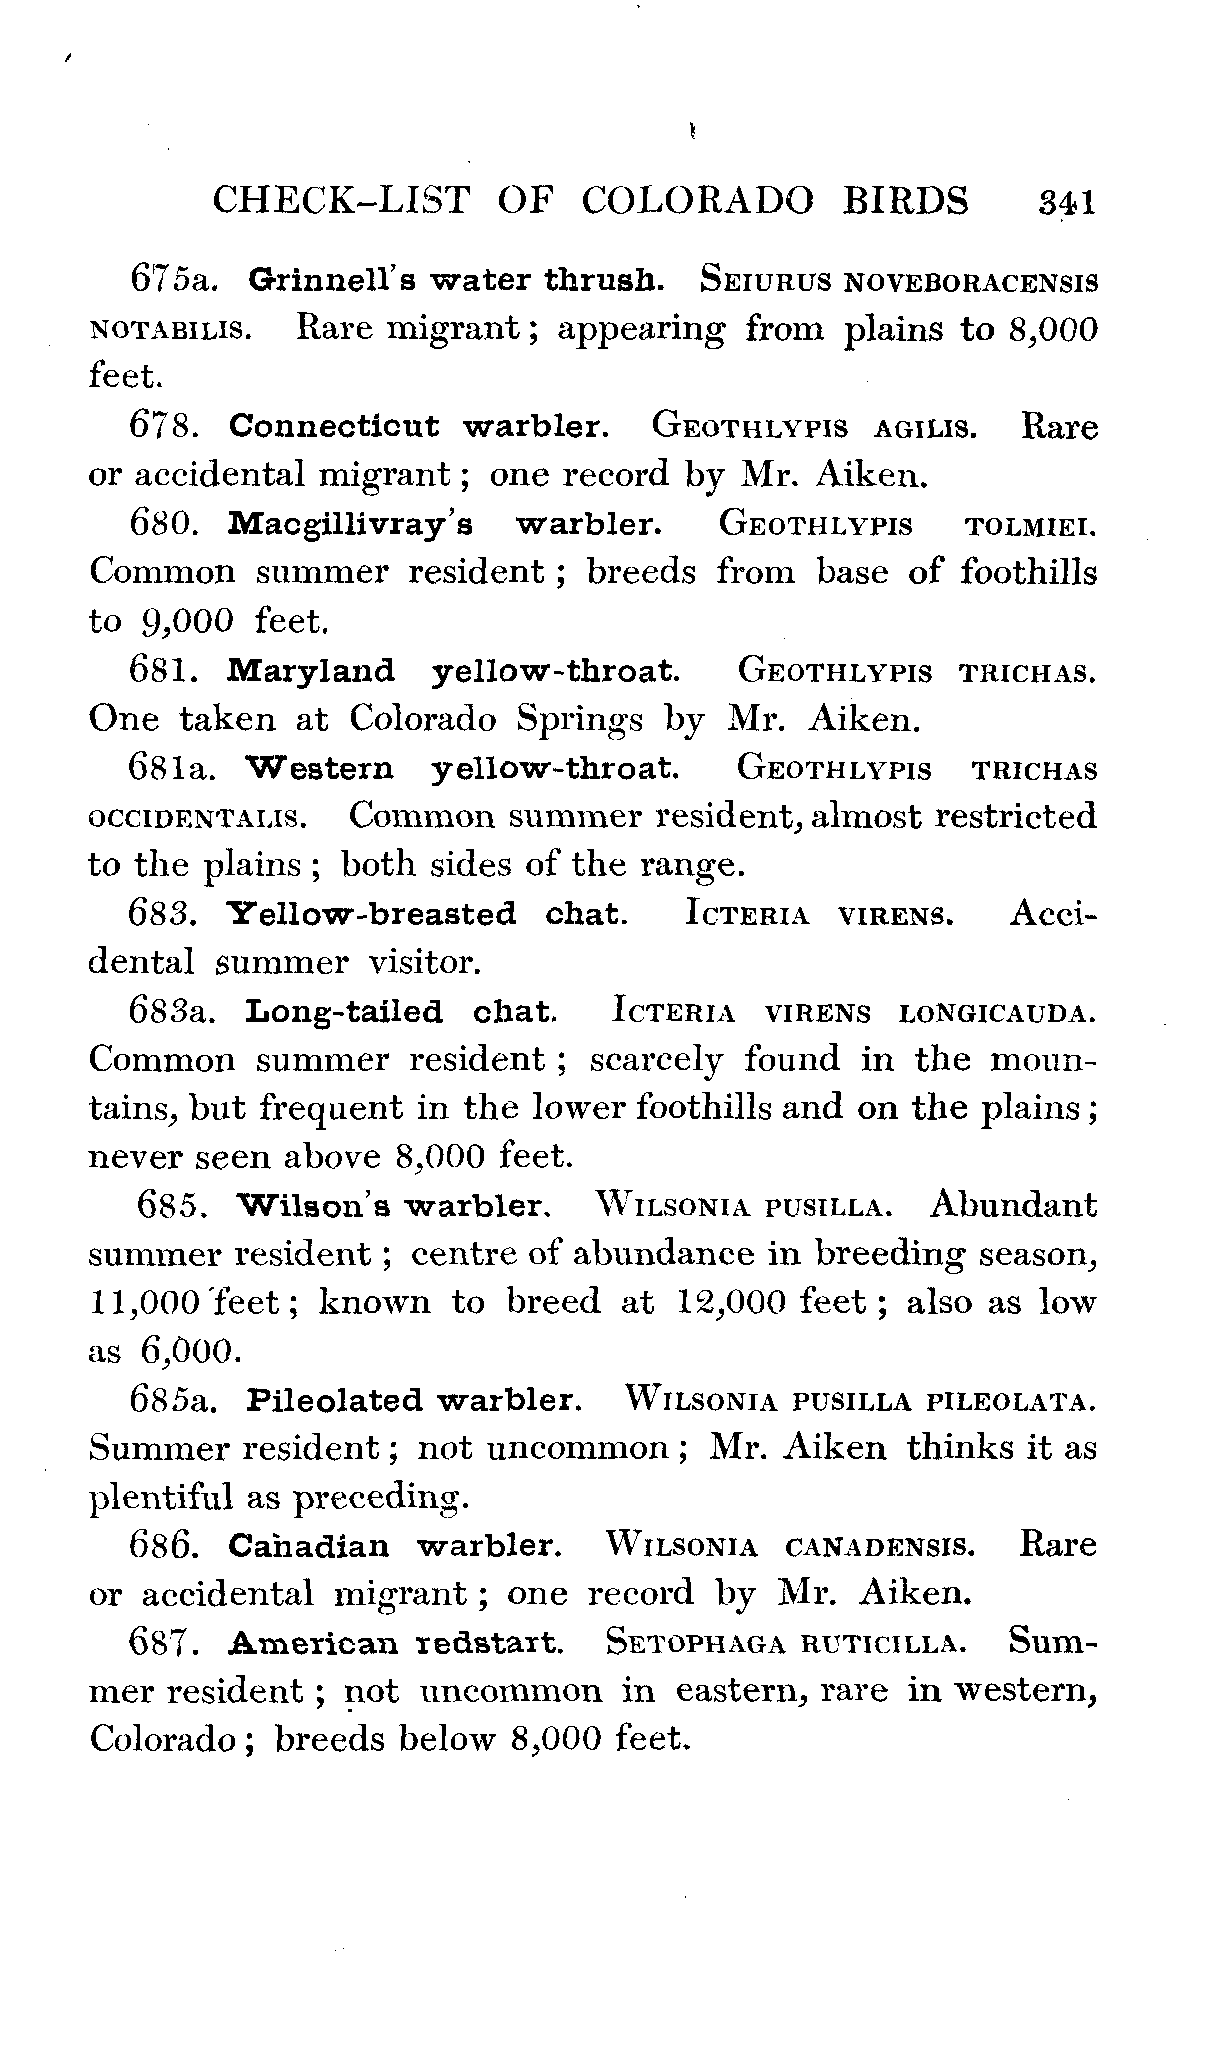 CHECK-LIST OF COLORADO BIRDS 341
675a. Grinnell's water thrush. SEIURUS NOVEBORACENSIS
NOTABILIS. Rare migrant; appearing from plains to 8,000
feet.
678. Connecticut warbler. GEOTHLYPIS AGILIS. Rare
or accidental migrant; one record by Mr. Aiken.
680. Macgillivray's warbler. GEOTHLYPIS TOLMIEI.
Common summer resident; breeds from base of foothills
to 9,000 feet.
681. Maryland yellow-throat. GEOTHLYPIS TRICHAS.
One taken at Colorado Springs by Mr. Aiken.
681a. Western yellow-throat. GEOTHLYPIS TRICHAS
OCCIDENTALIS. Common summer resident, almost restricted
to the plains; both sides of the range.
683. Yellow-breasted chat. ICTERIA VIRENS. Acci-
dental summer visitor.
683a. Long-tailed chat. ICTERIA VIRENS LONGICAUDA.
Common summer resident; scarcely found in the moun-
tains, but frequent in the lower foothills and on the plains;
never seen above 8,000 feet.
685. Wilson's warbler. WILSONIA PUSILLA. Abundant
summer resident; centre of abundance in breeding season,
11,000 feet; known to breed at 12,000 feet; also as low
as 6,000.
685a. Pileolated warbler. WILSONIA PUSILLA PILEOLATA.
Summer resident; not uncommon; Mr. Aiken thinks it as
plentiful as preceding.
686. Canadian warbler. WILSONIA CANADENSIS. Rare
or accidental migrant; one record by Mr. Aiken.
687. American redstart. SETOPHAGA RUTICILLA. Sum-
mer resident; not uncommon in eastern, rare in western,
Colorado; breeds below 8,000 feet.